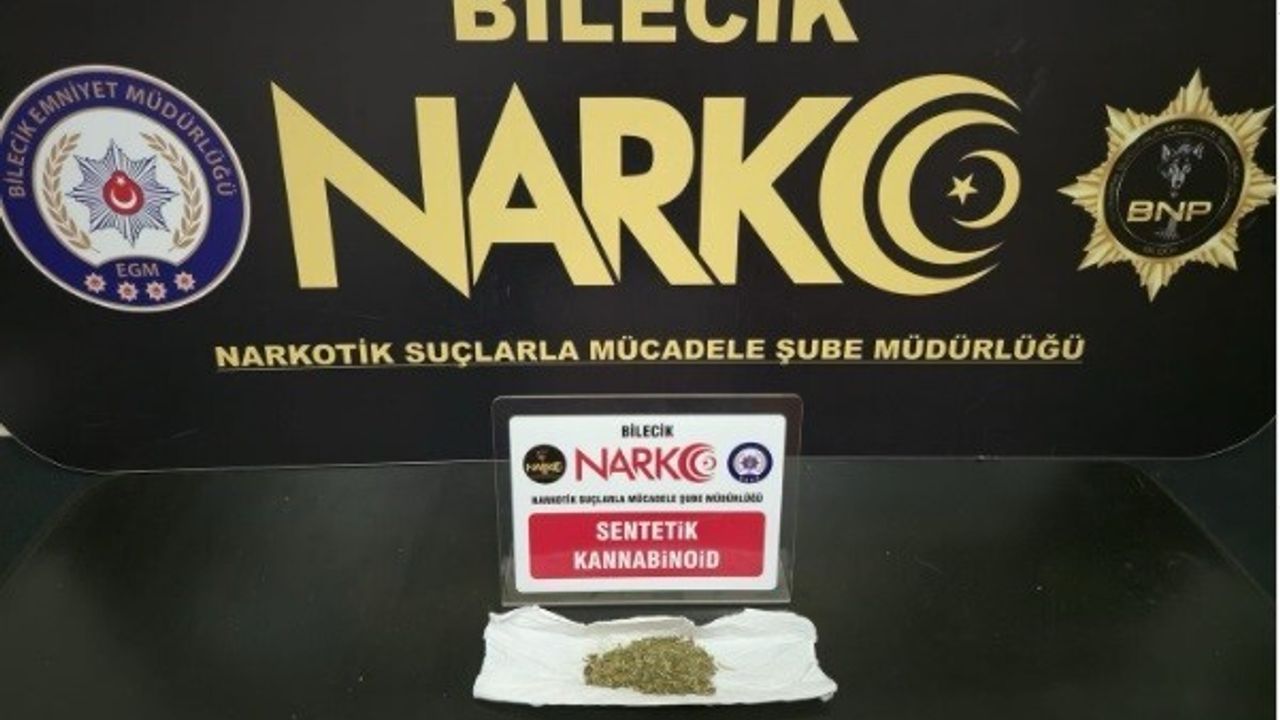 BİLECİK
NARKO
BİLECİK EMNİYET MÜDÜRLÜĞÜ
EGM
BNP
NARKOTİK SUÇLARLA MÜCADELE ŞUBE MÜDÜRLÜĞÜ
BİLECİK
NARKO
NARKO
NARKOTİK SUÇLARLA MÜCADELE ŞUBE MÜDÜRLÜĞÜ
SENTETİK
KANNABİNOİD